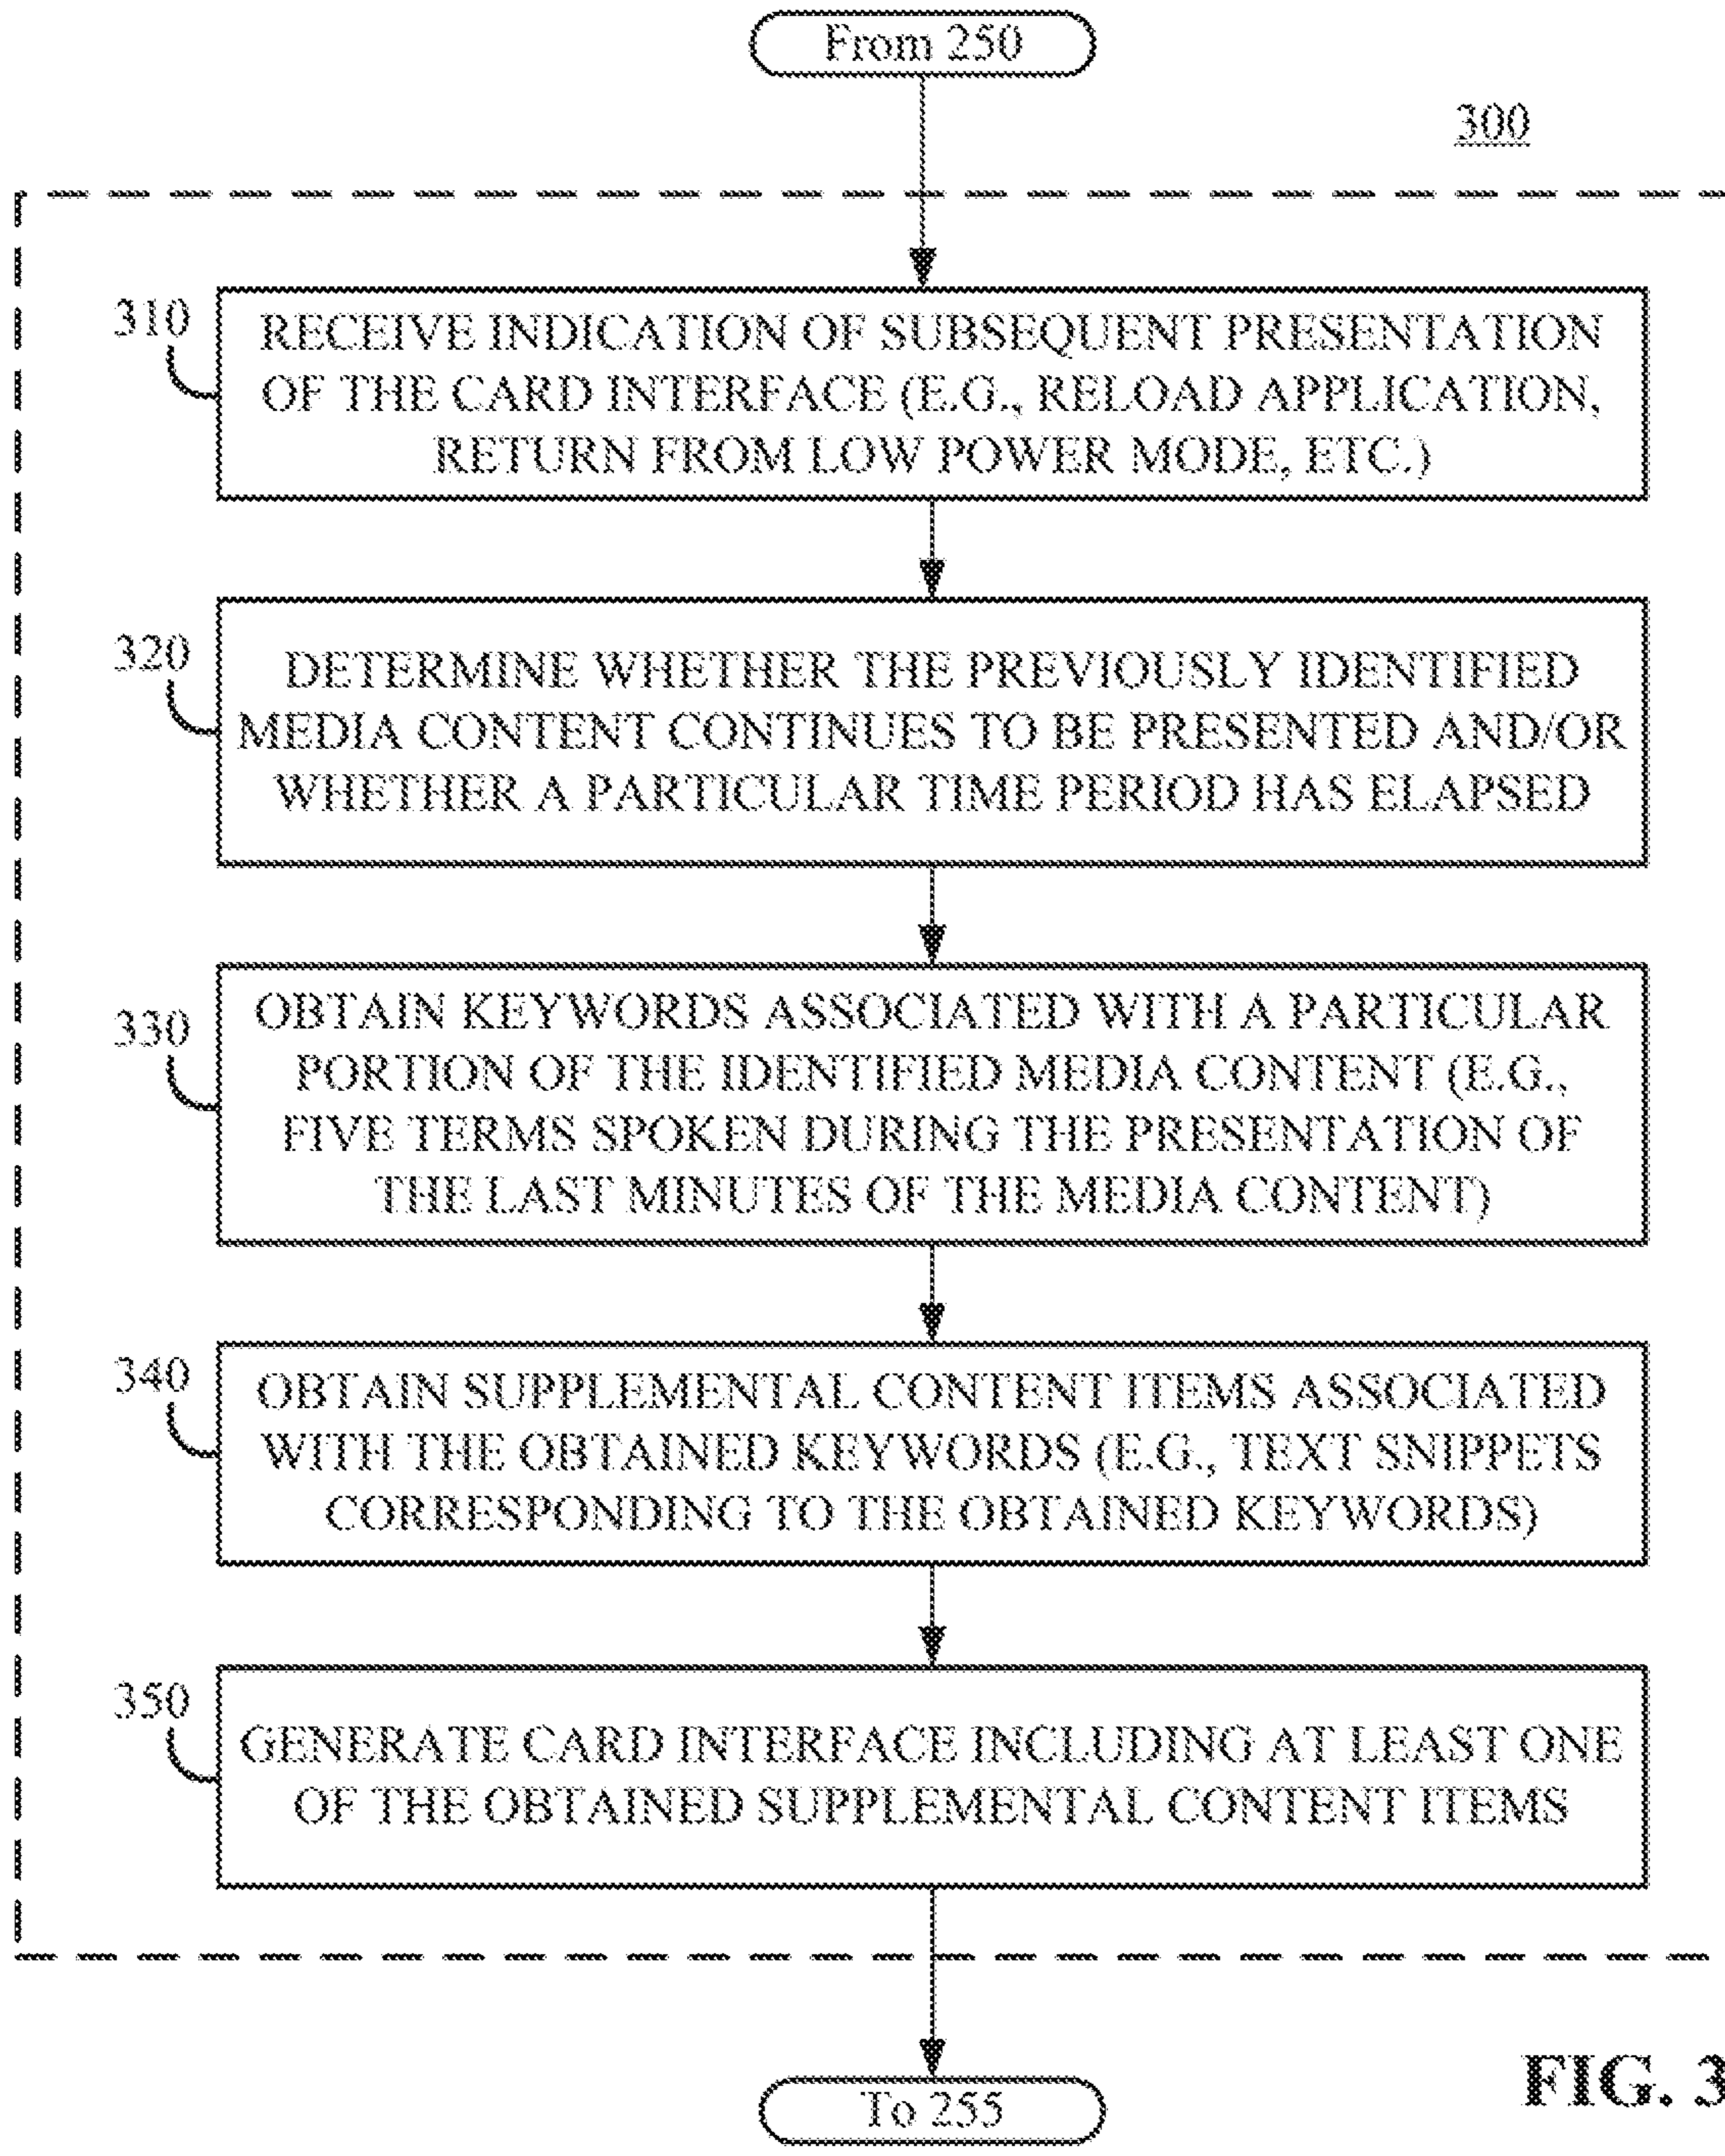 From 250
300
310
RECEIVE INDICATION OF SUBSEQUENT PRESENTATION
OF THE CARD INTERFACE (E.G., RELOAD APPLICATION,
RETURN FROM LOW POWER MODE, ETC.)
320
DETERMINE WHETHER THE PREVIOUSLY IDENTIFIED
MEDIA CONTENT CONTINUES TO BE PRESENTED AND/OR
WHETHER A PARTICULAR TIME PERIOD HAS ELAPSED
330
OBTAIN KEYWORDS ASSOCIATED WITH A PARTICULAR
PORTION OF THE IDENTIFIED MEDIA CONTENT (E.G.,
FIVE TERMS SPOKEN DURING THE PRESENTATION OF
THE LAST MINUTES OF THE MEDIA CONTENT)
340
OBTAIN SUPPLEMENTAL CONTENT ITEMS ASSOCIATED
WITH THE OBTAINED KEYWORDS (E.G., TEXT SNIPPETS
CORRESPONDING TO THE OBTAINED KEYWORDS)
350
GENERATE CARD INTERFACE INCLUDING AT LEAST ONE
OF THE OBTAINED SUPPLEMENTAL CONTENT ITEMS
To 255
FIG. 3